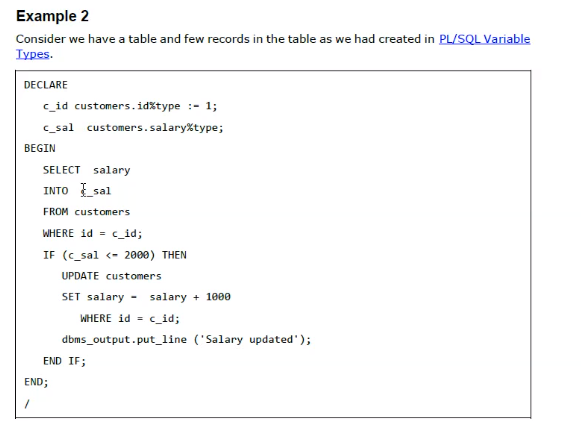 Example 2
Consider we have a table and few records in the table as we had created in PL/SQL Variable
Types.
DECLARE
c_id customers.id%type := 1;
c_sal customers.salary%type;
BEGIN
SELECT salary
INTO c_sal
FROM customers
WHERE id = c_id;
IF (c_sal <= 2000) THEN
UPDATE customers
SET salary = salary + 1000
WHERE id = c_id;
dbms_output.put_line ('Salary updated');
END IF;
END;
/